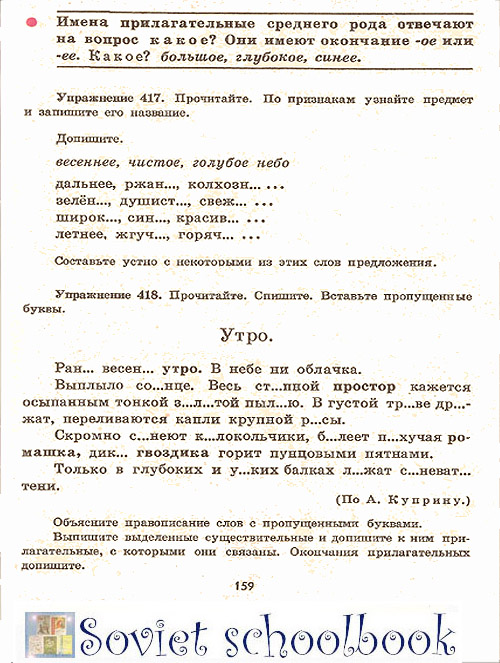 Имена прилагательные среднего рода отвечают
на вопрос какое? Они имеют окончание -ое или
-ее. Какое? большое, глубокое, синее.
Упражнение 417. Прочитайте. По признакам узнайте предмет
и запишите его название.
Допишите.
весеннее, чистое, голубое небо
дальнее, ржан..., колхозн... ...
зелён..., душист..., свеж... ...
широк..., син..., красив... ...
летнее, жгуч..., горяч... ...
Составьте устно с некоторыми из этих слов предложения.
Упражнение 418. Прочитайте. Спишите. Вставьте пропущенные
буквы.
Утро.
Ран... весен... утро. В небе ни облачка.
Выплыло со...нце. Весь ст...пной простор кажется
осыпанным тонкой з...л...той пыл...ю. В густой тр...ве др...-
жат, переливаются капли крупной р...сы.
Скромно с...неют к...локольчики, б...леет п...хучая ро-
машка, дик... гвоздика горит пунцовыми пятнами.
Только в глубоких и у...ких балках л...жат с...неват...
тени.
(По А. Куприну.)
Объясните правописание слов с пропущенными буквами.
Выпишите выделенные существительные и допишите к ним при-
лагательные, с которыми они связаны. Окончания прилагательных
допишите.
159
Soviet schoolbook